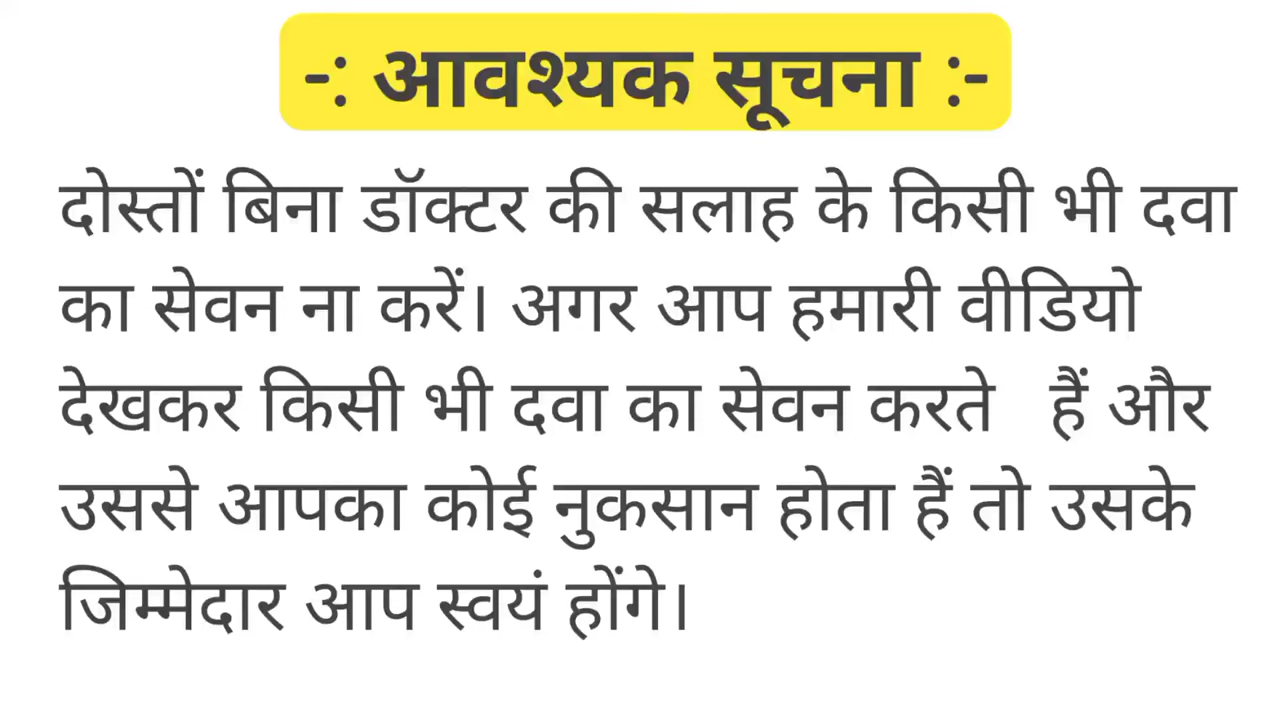 -: आवश्यक सूचना :-
दोस्तों बिना डॉक्टर की सलाह के किसी भी दवा
का सेवन ना करें। अगर आप हमारी वीडियो
देखकर किसी भी दवा का सेवन करते हैं और
उससे आपका कोई नुकसान होता हैं तो उसके
जिम्मेदार आप स्वयं होंगे।